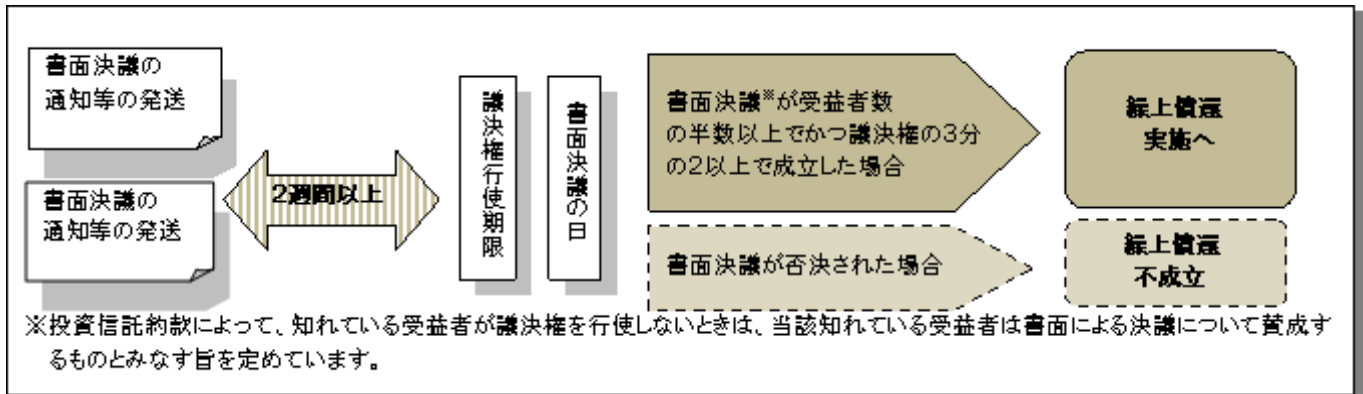 書面決議の
通知等の発送
書面決議の
通知等の発送
2週間以上
議決権行使期限
書面決議の日
書面決議※が受益者数
の半数以上でかつ議決権の3分
の2以上で成立した場合
繰上償還
実施へ
書面決議が否決された場合
繰上償還
不成立
※投資信託約款によって、知れている受益者が議決権を行使しないときは、当該知れている受益者は書面による決議について賛成す
るものとみなす旨を定めています。